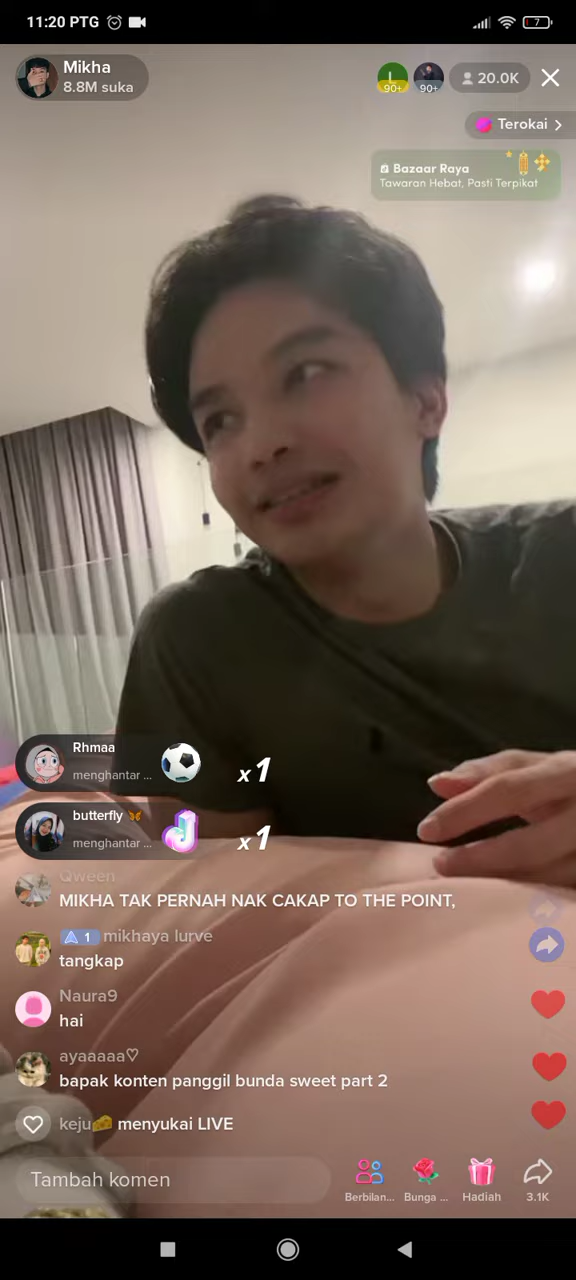 11:20 PTG
7
Mikha
8.8M suka
L
90+
90+
20.0K
Terokai
Bazaar Raya
Tawaran Hebat, Pasti Terpikat
Rhmaa
menghantar ...
x1
butterfly 🦋
menghantar ...
x1
Qween
MIKHA TAK PERNAH NAK CAKAP TO THE POINT,
1 mikhaya lurve
tangkap
Naura9
hai
ayaaaaa♡
bapak konten panggil bunda sweet part 2
keju🧀 menyukai LIVE
Tambah komen
Berbilan...
Bunga ...
Hadiah
3.1K